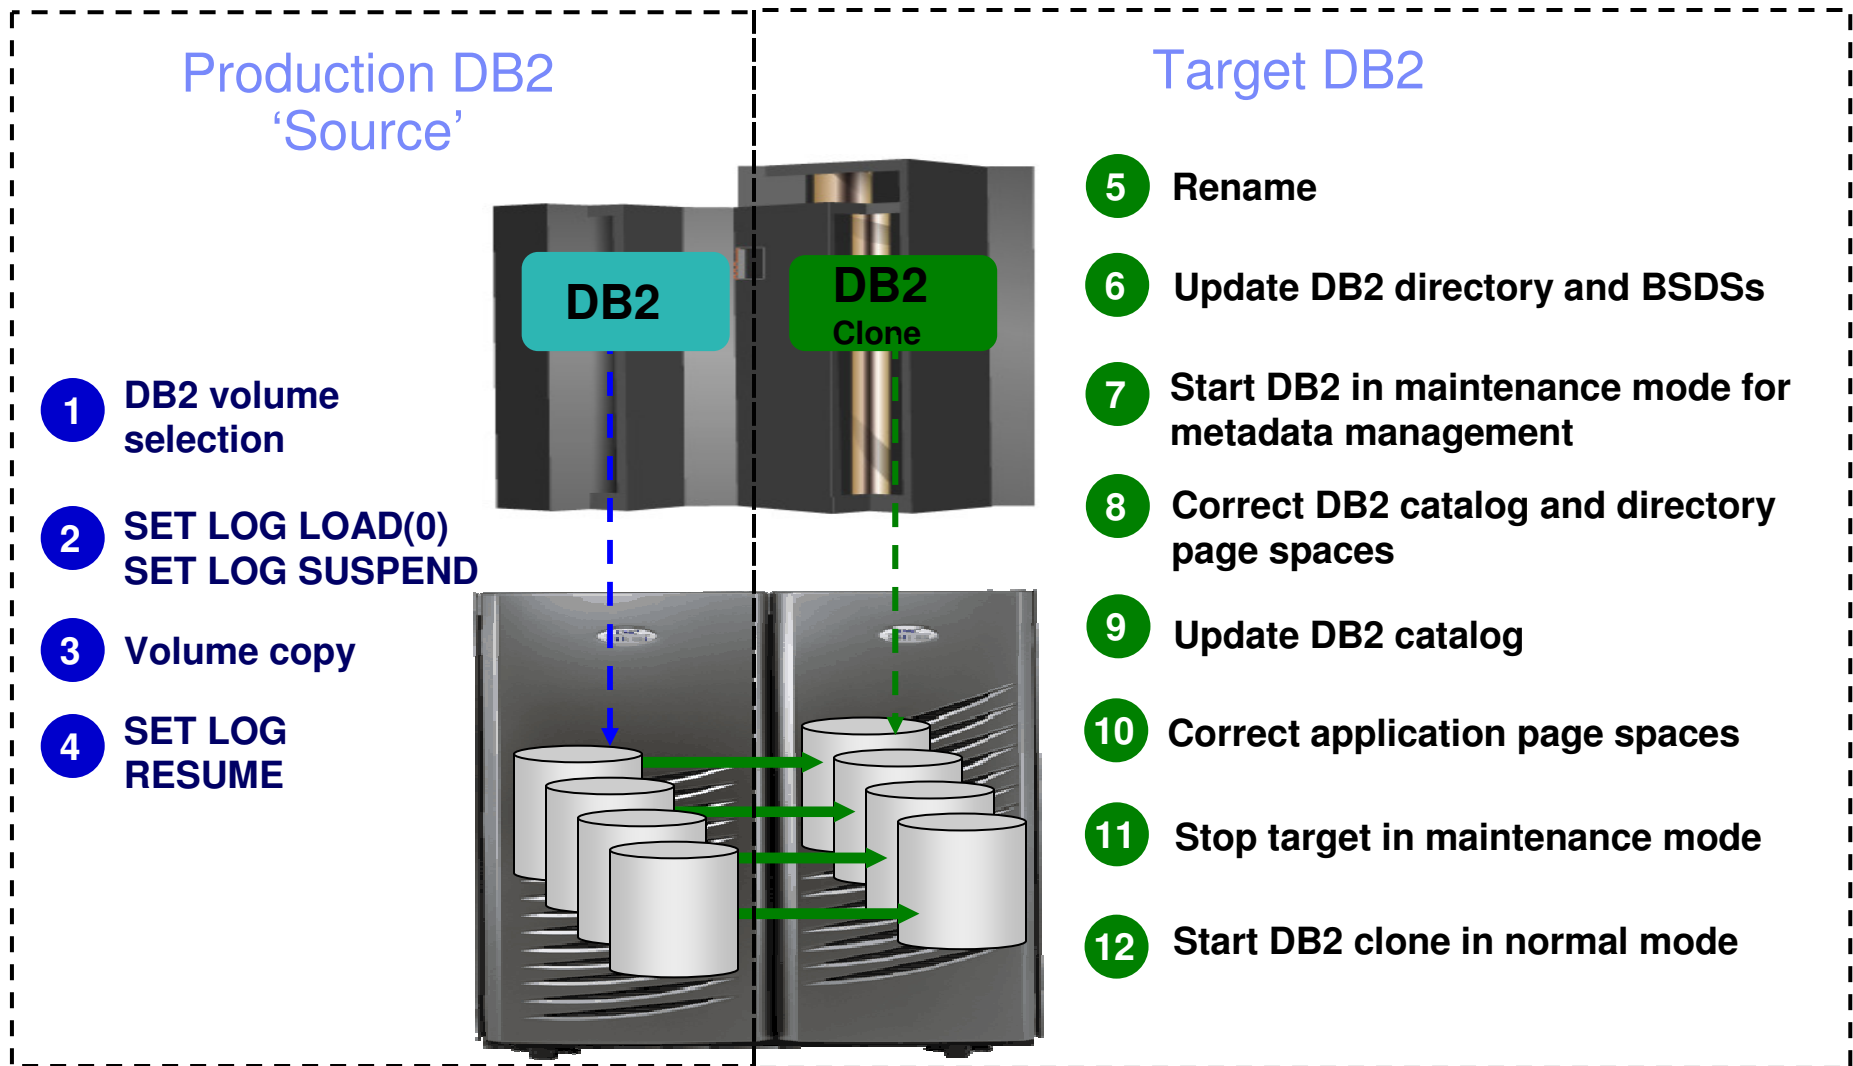 Production DB2
‘Source’
Target DB2
DB2
DB2
Clone
1
DB2 volume
selection
2
SET LOG LOAD(0)
SET LOG SUSPEND
3
Volume copy
4
SET LOG
RESUME
5
Rename
6
Update DB2 directory and BSDSs
7
Start DB2 in maintenance mode for
metadata management
8
Correct DB2 catalog and directory
page spaces
9
Update DB2 catalog
10
Correct application page spaces
11
Stop target in maintenance mode
12
Start DB2 clone in normal mode